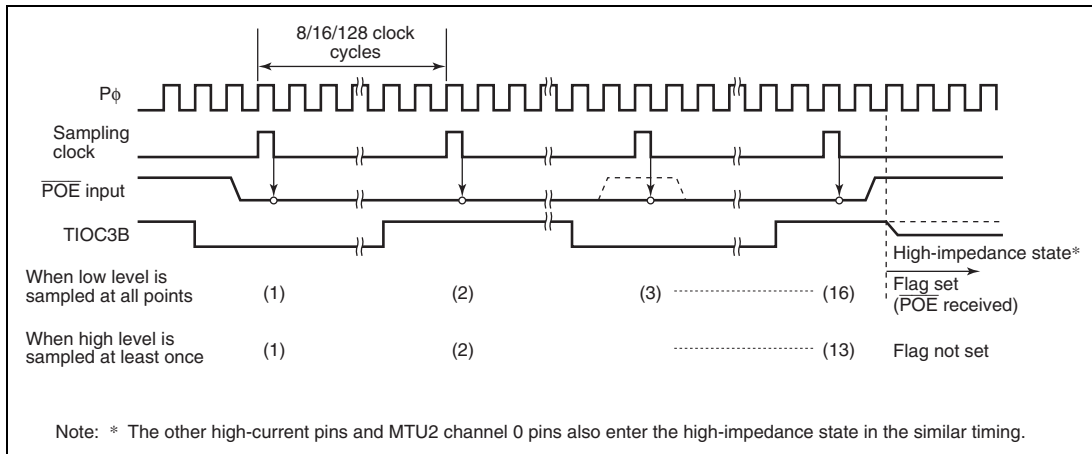 8/16/128 clock
cycles
Pϕ
Sampling
clock
POE input
TIOC3B
High-impedance state*
When low level is
sampled at all points
(1) (2) (3) (16)
Flag set
(POE received)
When high level is
sampled at least once
(1) (2) (13) Flag not set
Note: * The other high-current pins and MTU2 channel 0 pins also enter the high-impedance state in the similar timing.